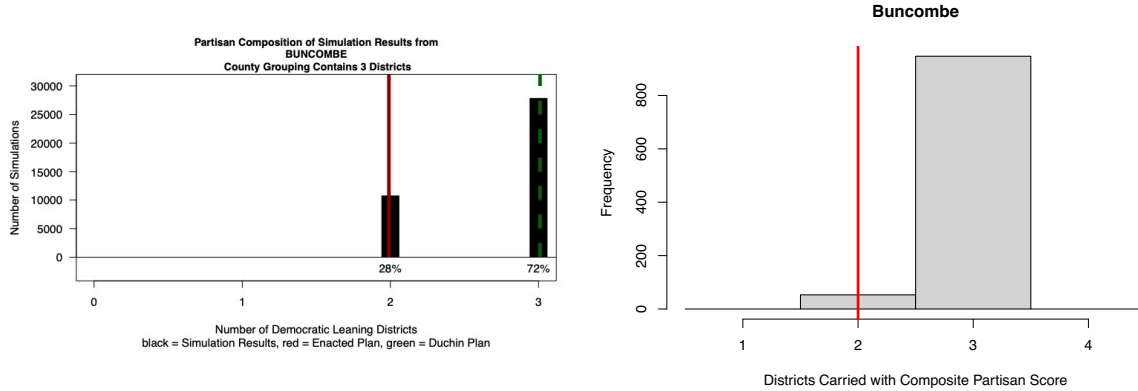 Partisan Composition of Simulation Results from
BUNCOMBE
County Grouping Contains 3 Districts
Number of Simulations
30000
25000
20000
15000
10000
5000
0
28%
72%
0 1 2 3
Number of Democratic Leaning Districts
black = Simulation Results, red = Enacted Plan, green = Duchin Plan
Buncombe
Frequency
800
600
400
200
0
1 2 3 4
Districts Carried with Composite Partisan Score